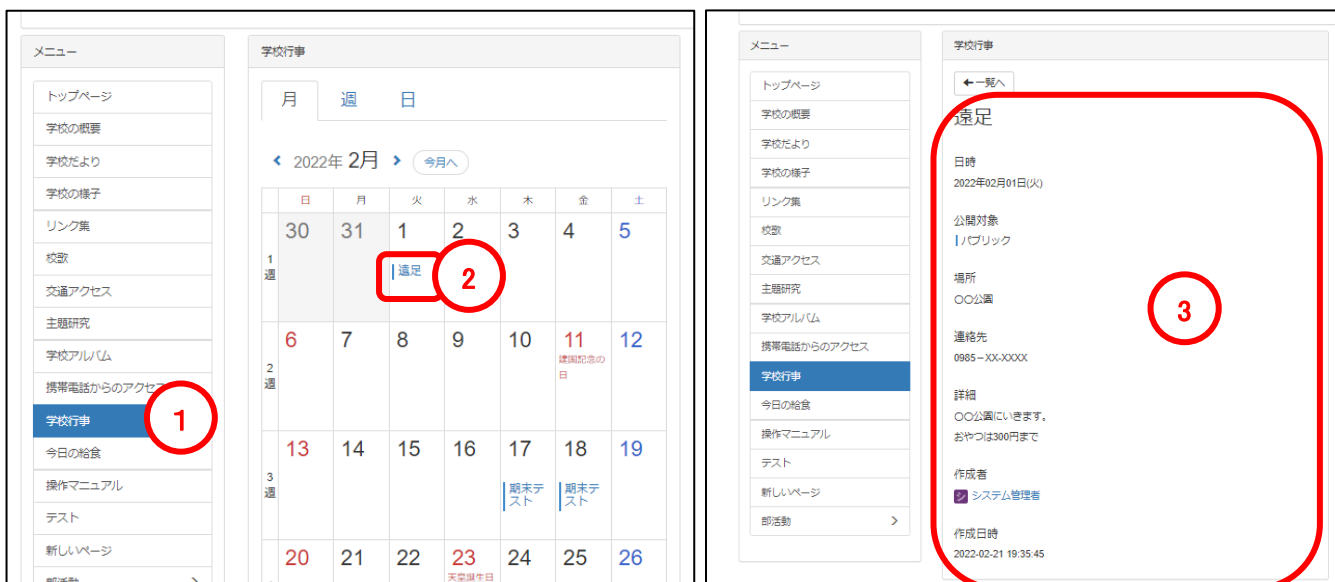 メニュー
トップページ
学校の概要
学校だより
学校の様子
リンク集
校歌
交通アクセス
主題研究
学校アルバム
携帯電話からのアクセス
学校行事
1
今日の給食
操作マニュアル
テスト
新しいページ
部活動
学校行事
月 週 日
2022年 2月 今月へ
日 月 火 水 木 金 土
30 31 1 2 3 4 5
1週
遠足
2
6 7 8 9 10 11 12
建国記念の日
2週
13 14 15 16 17 18 19
3週
期末テスト 期末テスト
20 21 22 23 24 25 26
天皇誕生日
メニュー
トップページ
学校の概要
学校だより
学校の様子
リンク集
校歌
交通アクセス
主題研究
学校アルバム
携帯電話からのアクセス
学校行事
今日の給食
操作マニュアル
テスト
新しいページ
部活動
学校行事
一覧へ
遠足
日時
2022年02月01日(火)
公開対象
パブリック
場所
〇〇公園
3
連絡先
0985－XX-XXXX
詳細
〇〇公園にいきます。
おやつは300円まで
作成者
シ システム管理者
作成日時
2022-02-21 19:35:45